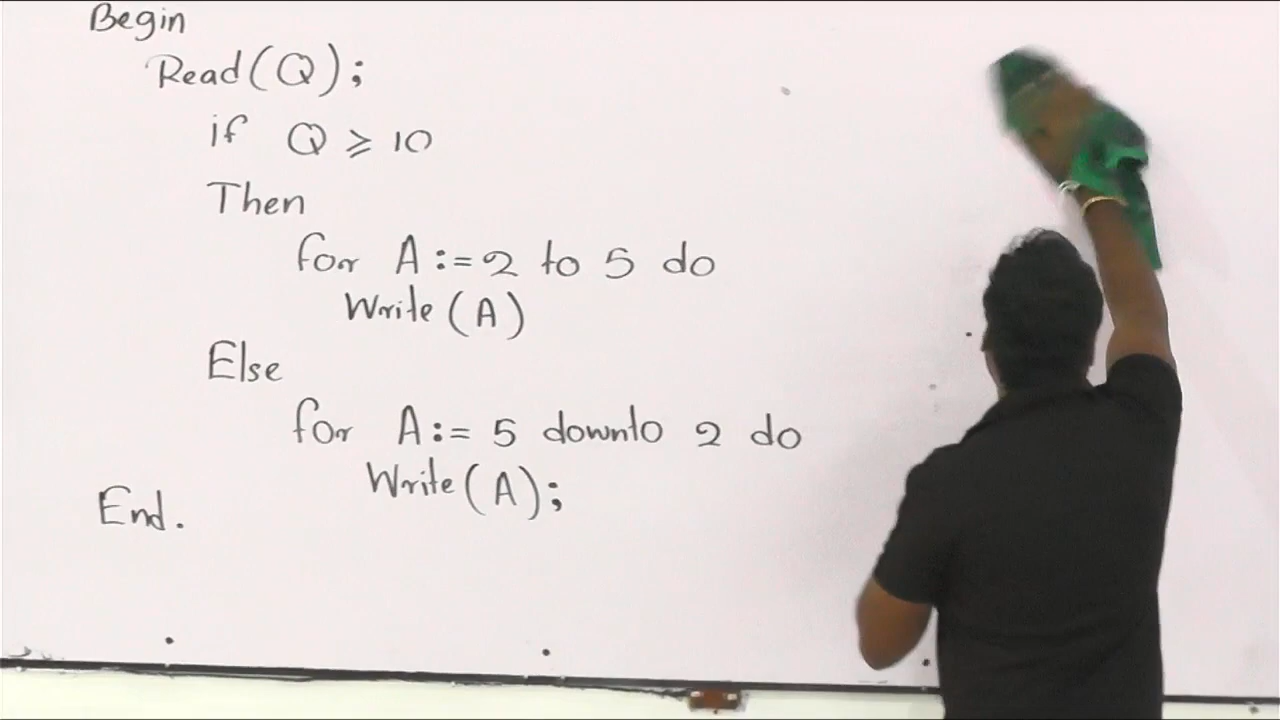 Begin
Read(Q);
if Q ⩾ 10
Then
for A:=2 to 5 do
Write(A)
Else
for A:= 5 downto 2 do
Write(A);
End.